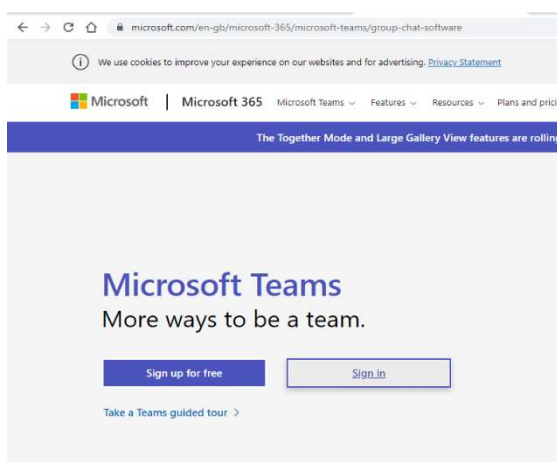 microsoft.com/en-gb/microsoft-365/microsoft-teams/group-chat-software
We use cookies to improve your experience on our websites and for advertising. Privacy Statement
Microsoft | Microsoft 365 Microsoft Teams Features Resources Plans and prici
The Together Mode and Large Gallery View features are rolling
Microsoft Teams
More ways to be a team.
Sign up for free Sign in
Take a Teams guided tour >